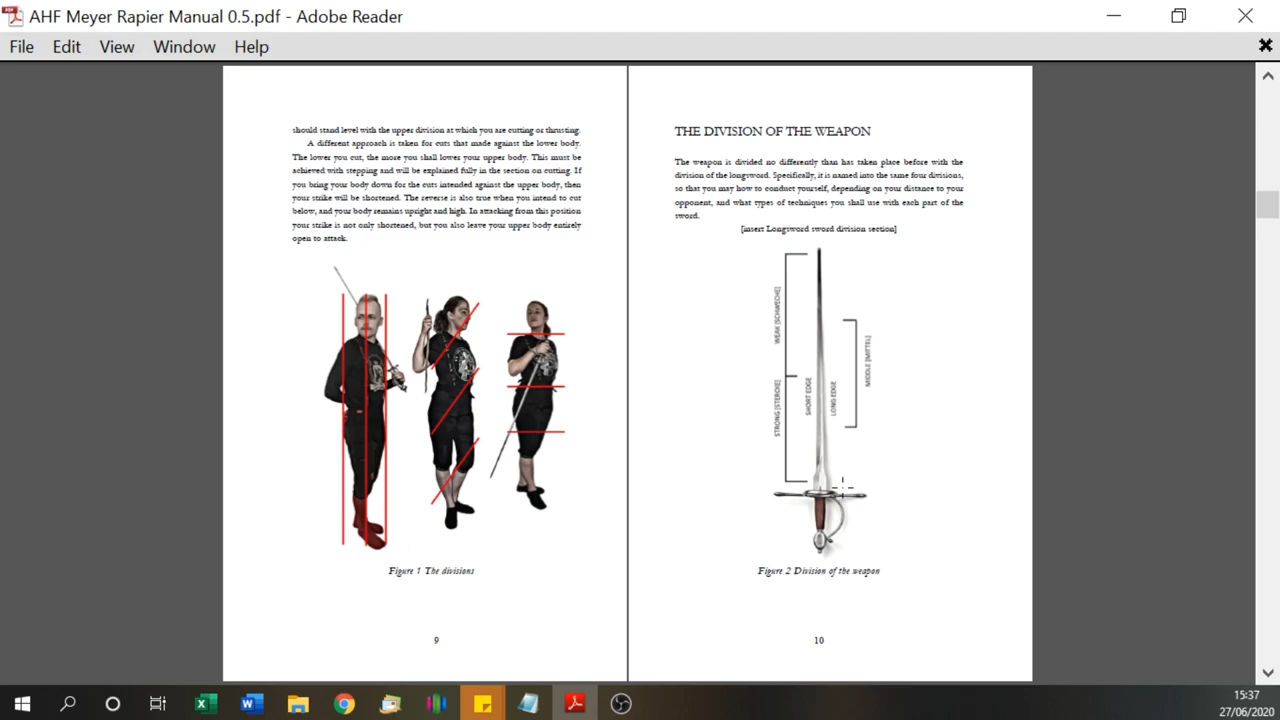 AHF Meyer Rapier Manual 0.5.pdf - Adobe Reader
File Edit View Window Help
should stand level with the upper division at which you are cutting or thrusting.
A different approach is taken for cuts that made against the lower body.
The lower you cut, the more you shall lower your upper body. This must be
achieved with stepping and will be explained fully in the section on cutting. If
you bring your body down for the cuts intended against the upper body, then
your strike will be shortened. The reverse is also true when you intend to cut
below, and your body remains upright and high. In attacking from this position
your strike is not only shortened, but you also leave your upper body entirely
open to attack.
Figure 1 The divisions
9
THE DIVISION OF THE WEAPON
The weapon is divided no differently than has taken place before with the
division of the longsword. Specifically, it is named into the same four divisions,
so that you may how to conduct yourself, depending on your distance to your
opponent, and what types of techniques you shall use with each part of the
sword.
[insert Longsword sword division section]
WEAK [SCHWECHE]
STRONG [STERCKE]
SHORT EDGE
LONG EDGE
MIDDLE [MITTEL]
Figure 2 Division of the weapon
10
15:37
27/06/2020